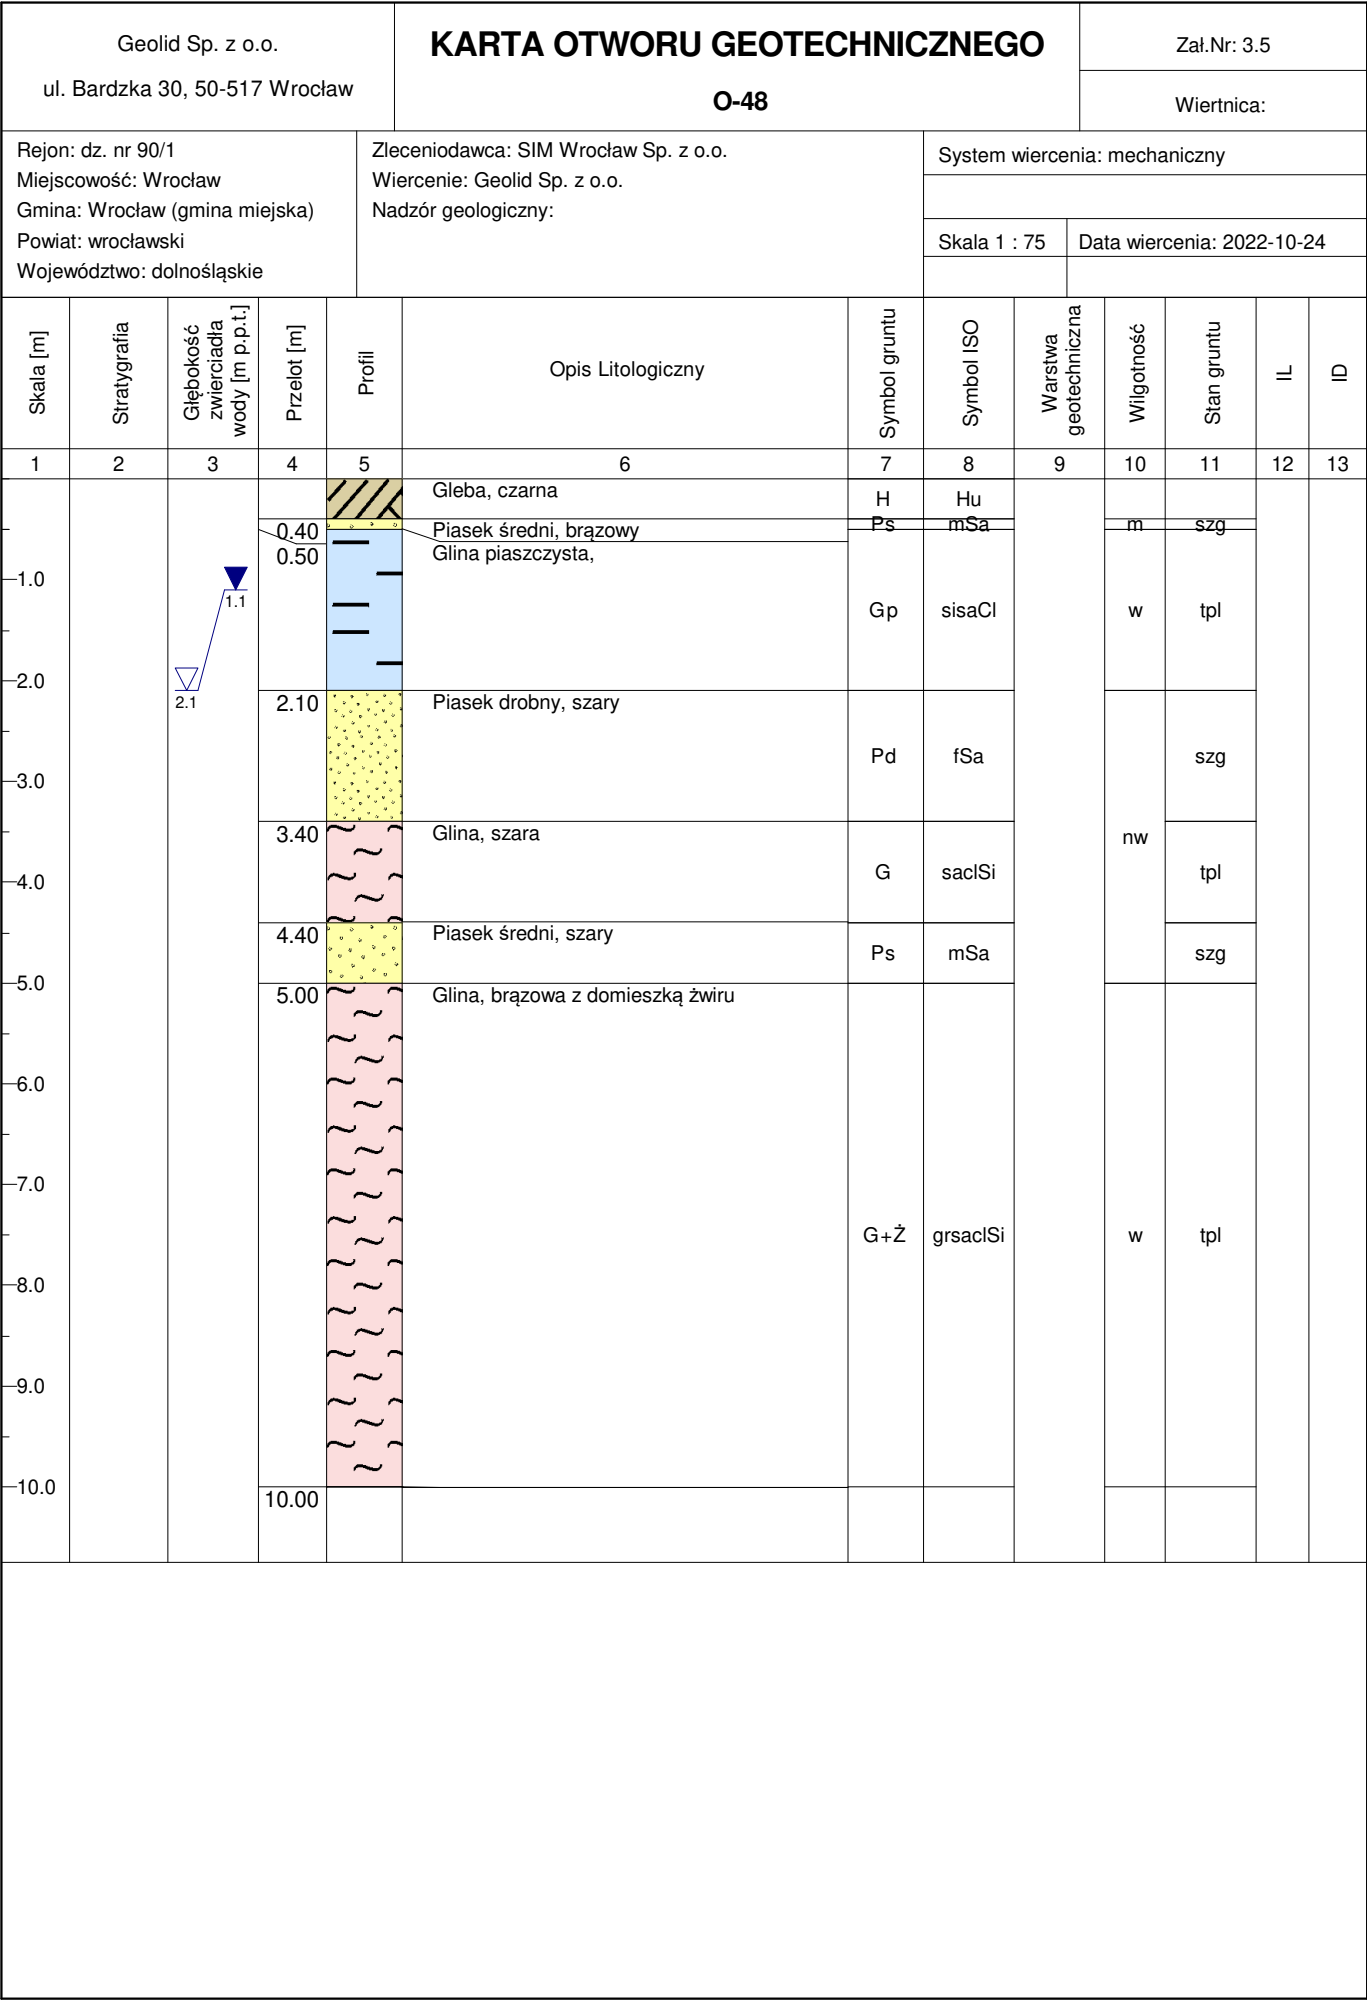 Geolid Sp. z o.o.
ul. Bardzka 30, 50-517 Wrocław
KARTA OTWORU GEOTECHNICZNEGO
O-48
Zał.Nr: 3.5
Wiertnica:
Rejon: dz. nr 90/1
Miejscowość: Wrocław
Gmina: Wrocław (gmina miejska)
Powiat: wrocławski
Województwo: dolnośląskie
Zleceniodawca: SIM Wrocław Sp. z o.o.
Wiercenie: Geolid Sp. z o.o.
Nadzór geologiczny:
System wiercenia: mechaniczny
Skala 1 : 75
Data wiercenia: 2022-10-24
Skala [m]
Stratygrafia
Głębokość
zwierciadła
wody [m p.p.t.]
Przelot [m]
Profil
Opis Litologiczny
Symbol gruntu
Symbol ISO
Warstwa
geotechniczna
Wilgotność
Stan gruntu
IL
ID
1 2 3 4 5 6 7 8 9 10 11 12 13
Gleba, czarna
H Hu
0.40 Piasek średni, brązowy Ps mSa m szg
0.50 Glina piaszczysta,
1.0
1.1
Gp sisaCl w tpl
2.0
2.1
2.10 Piasek drobny, szary
Pd fSa szg
3.0
3.40 Glina, szara
nw
G saclSi tpl
4.0
4.40 Piasek średni, szary
Ps mSa szg
5.0
5.00 Glina, brązowa z domieszką żwiru
6.0
7.0
G+Ż grsaclSi w tpl
8.0
9.0
10.0
10.00